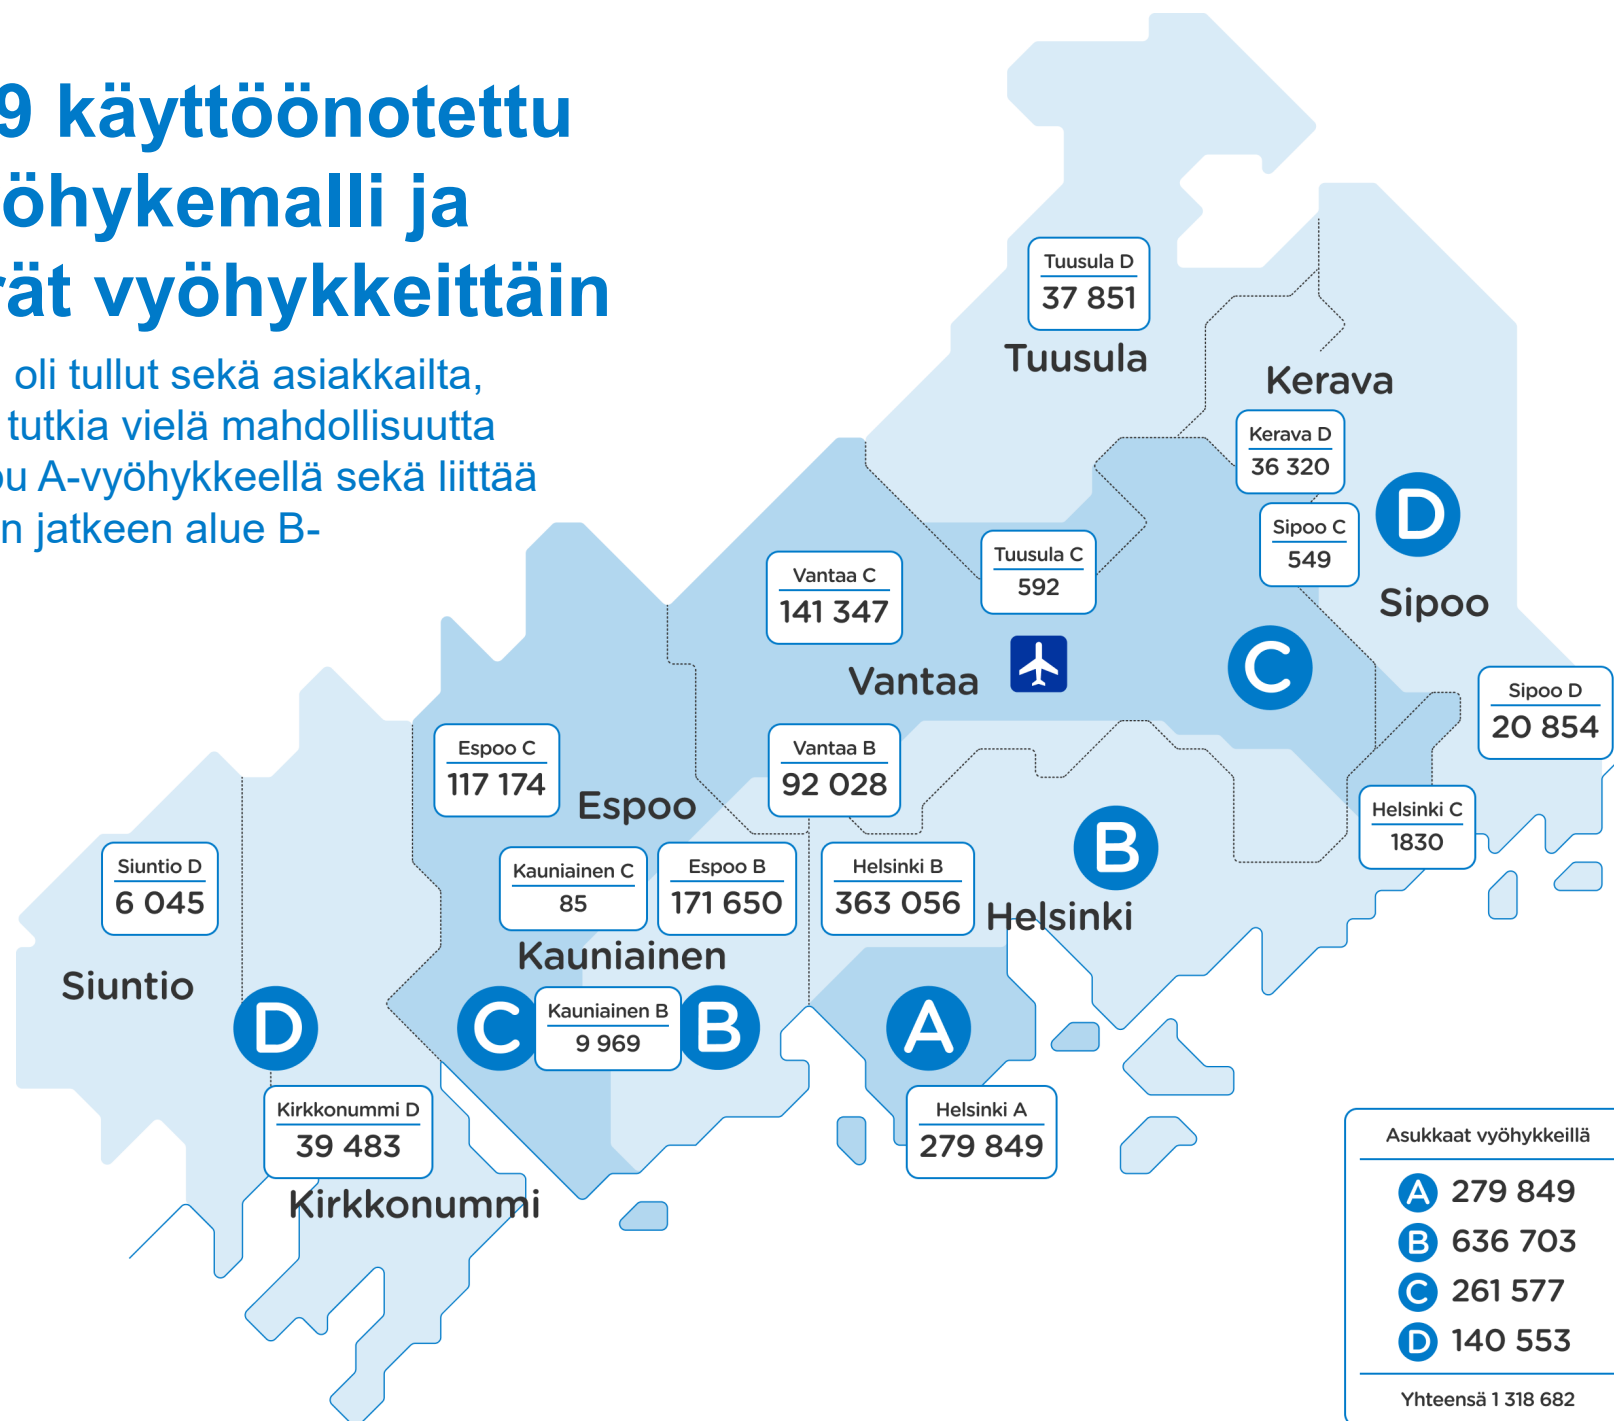 9 käyttöönotettu
öhykemalli ja
rät vyöhykkeittäin
oli tullut sekä asiakkailta,
tutkia vielä mahdollisuutta
pu A-vyöhykkeellä sekä liittää
n jatkeen alue B-
Tuusula D
37 851
Tuusula
Kerava
Kerava D
36 320
D
Sipoo C
549
Sipoo
Tuusula C
592
Vantaa C
141 347
Vantaa
C
Sipoo D
20 854
Espoo C
117 174
Espoo
Vantaa B
92 028
B
Helsinki C
1830
Siuntio D
6 045
Kauniainen C
85
Espoo B
171 650
Helsinki B
363 056
Helsinki
Kauniainen
Siuntio
D
C
Kauniainen B
9 969
B
A
Kirkkonummi D
39 483
Kirkkonummi
Helsinki A
279 849
Asukkaat vyöhykkeillä
A 279 849
B 636 703
C 261 577
D 140 553
Yhteensä 1 318 682